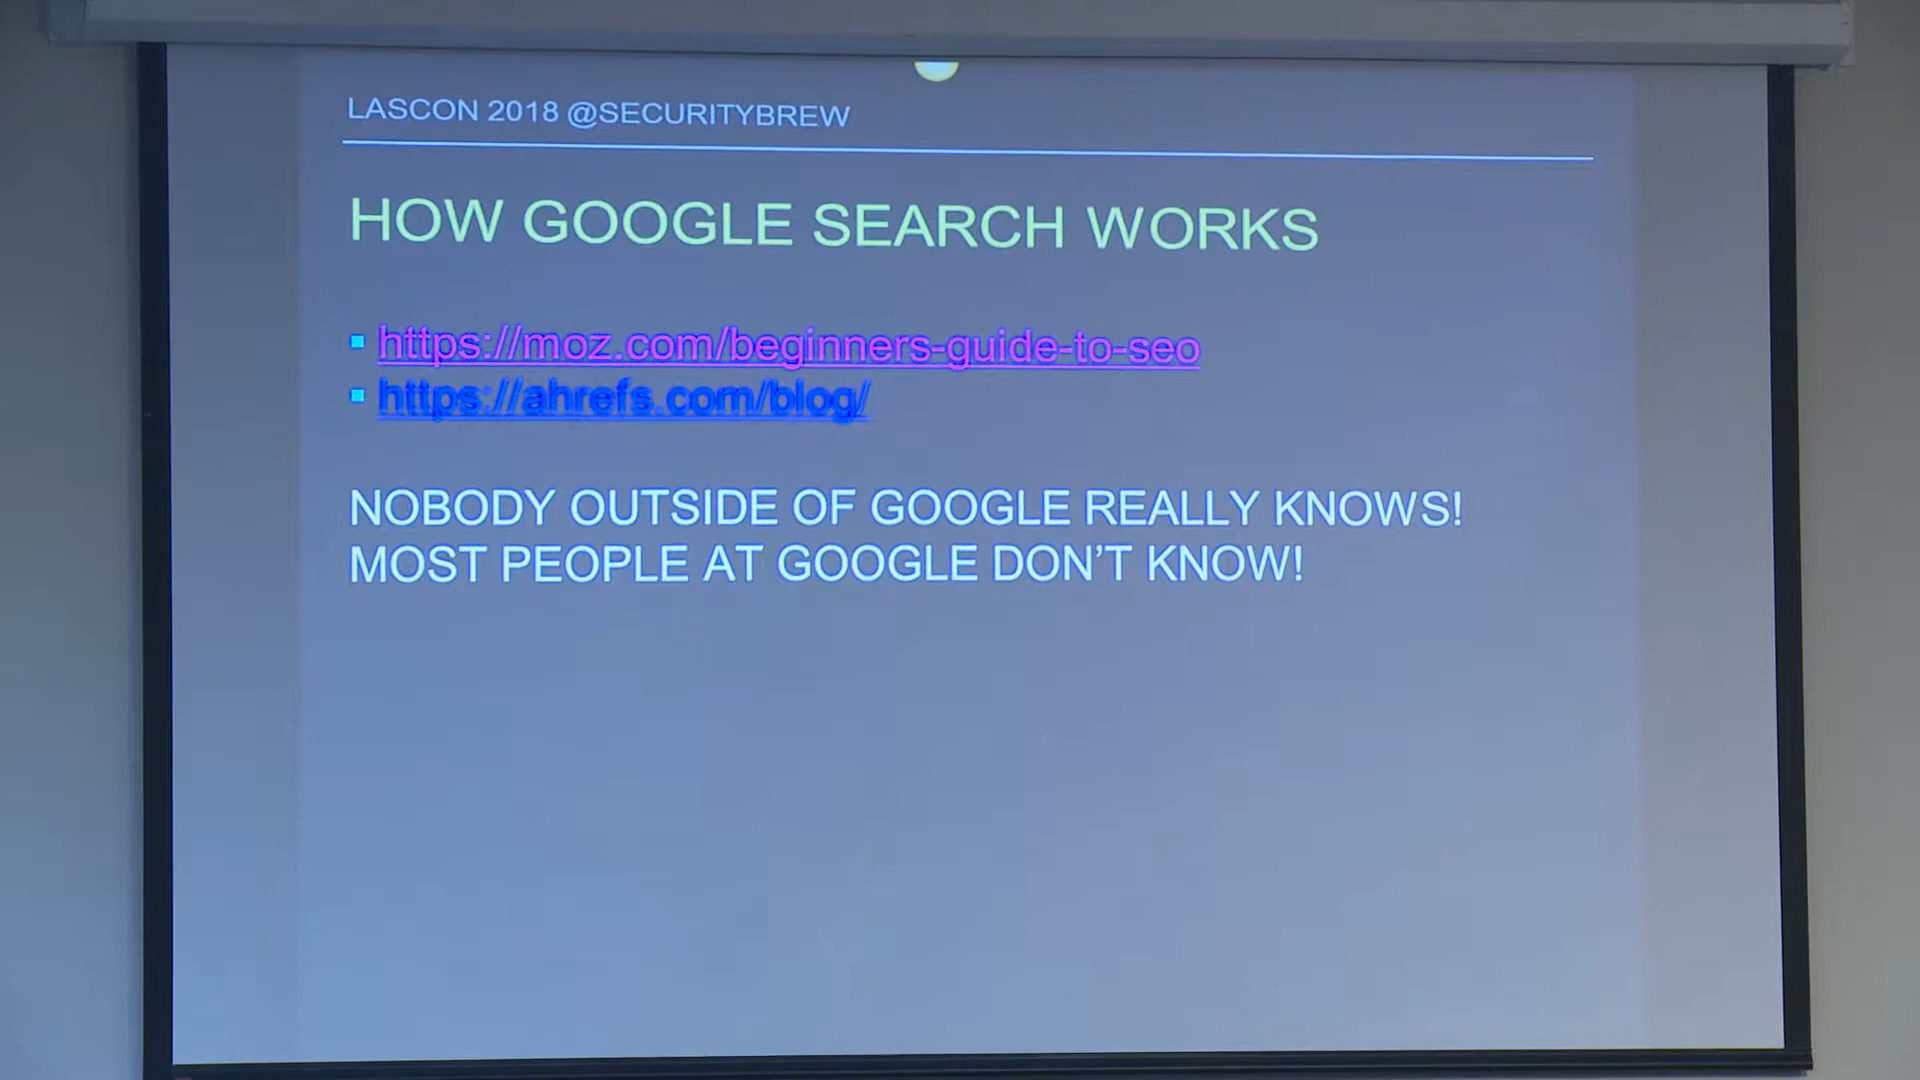 LASCON 2018 @SECURITYBREW
HOW GOOGLE SEARCH WORKS
https://moz.com/beginners-guide-to-seo
https://ahrefs.com/blog/
NOBODY OUTSIDE OF GOOGLE REALLY KNOWS!
MOST PEOPLE AT GOOGLE DON’T KNOW!